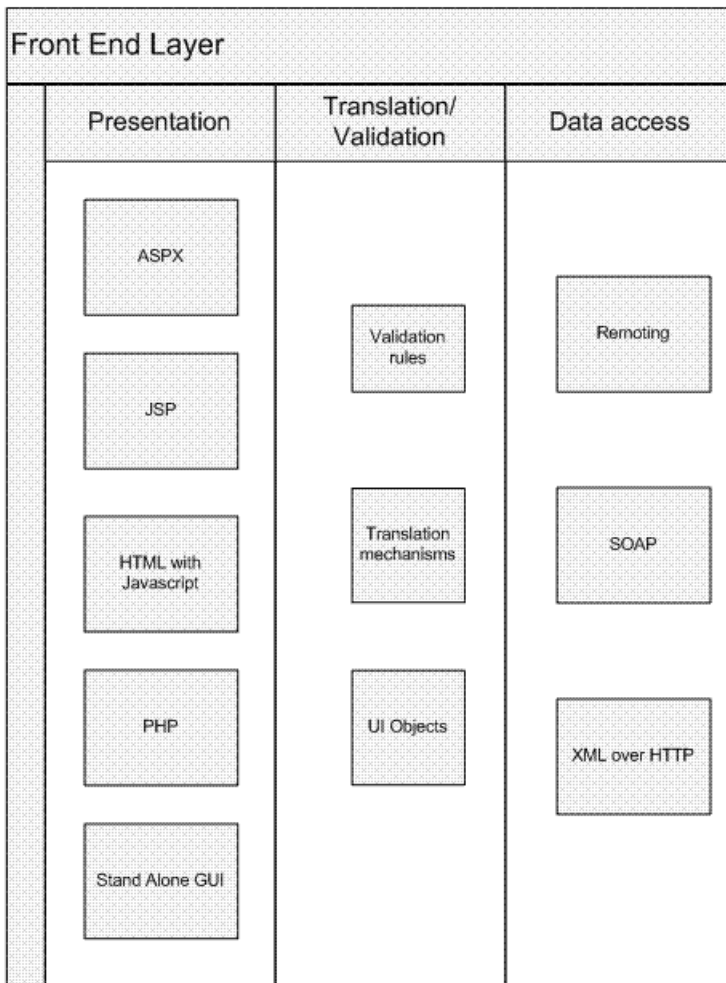 Front End Layer
Presentation
Translation/
Validation
Data access
ASPX
JSP
HTML with
Javascript
PHP
Stand Alone GUI
Validation
rules
Translation
mechanisms
UI Objects
Remoting
SOAP
XML over HTTP